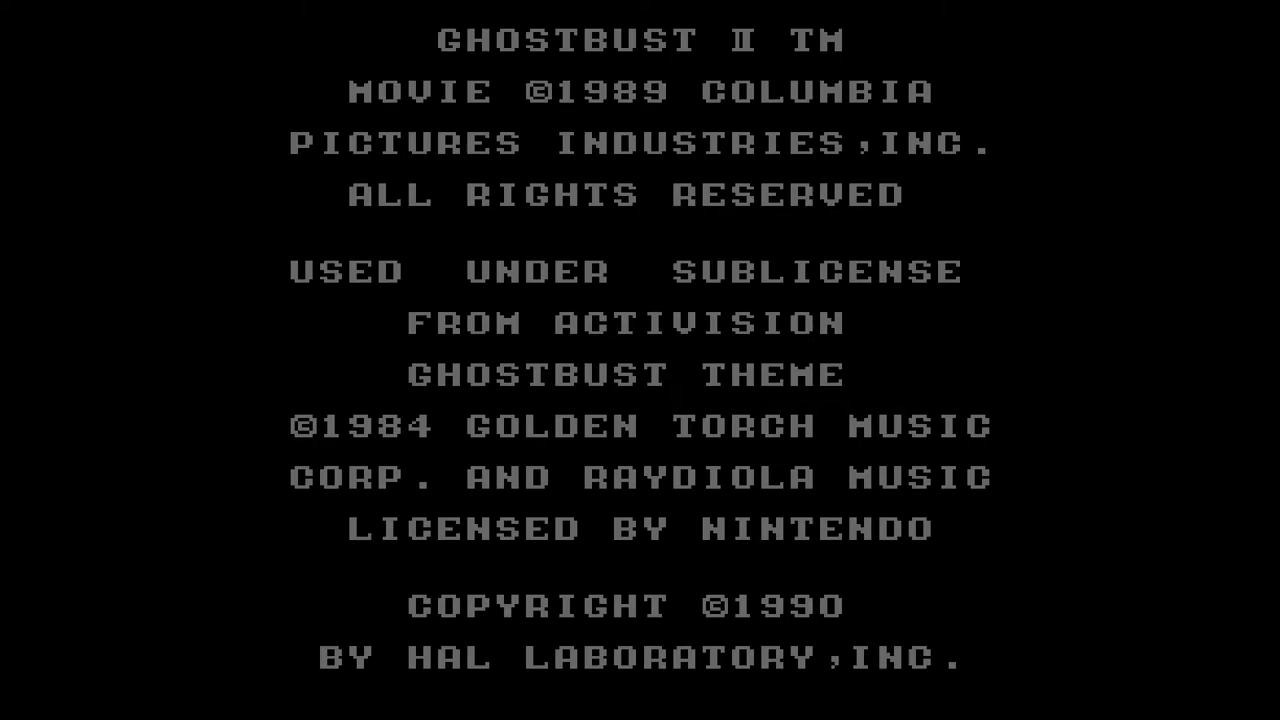 GHOSTBUST Ⅱ TM
MOVIE ©1989 COLUMBIA
PICTURES INDUSTRIES,INC.
ALL RIGHTS RESERVED
USED UNDER SUBLICENSE
FROM ACTIVISION
GHOSTBUST THEME
©1984 GOLDEN TORCH MUSIC
CORP. AND RAYDIOLA MUSIC
LICENSED BY NINTENDO
COPYRIGHT ©1990
BY HAL LABORATORY,INC.